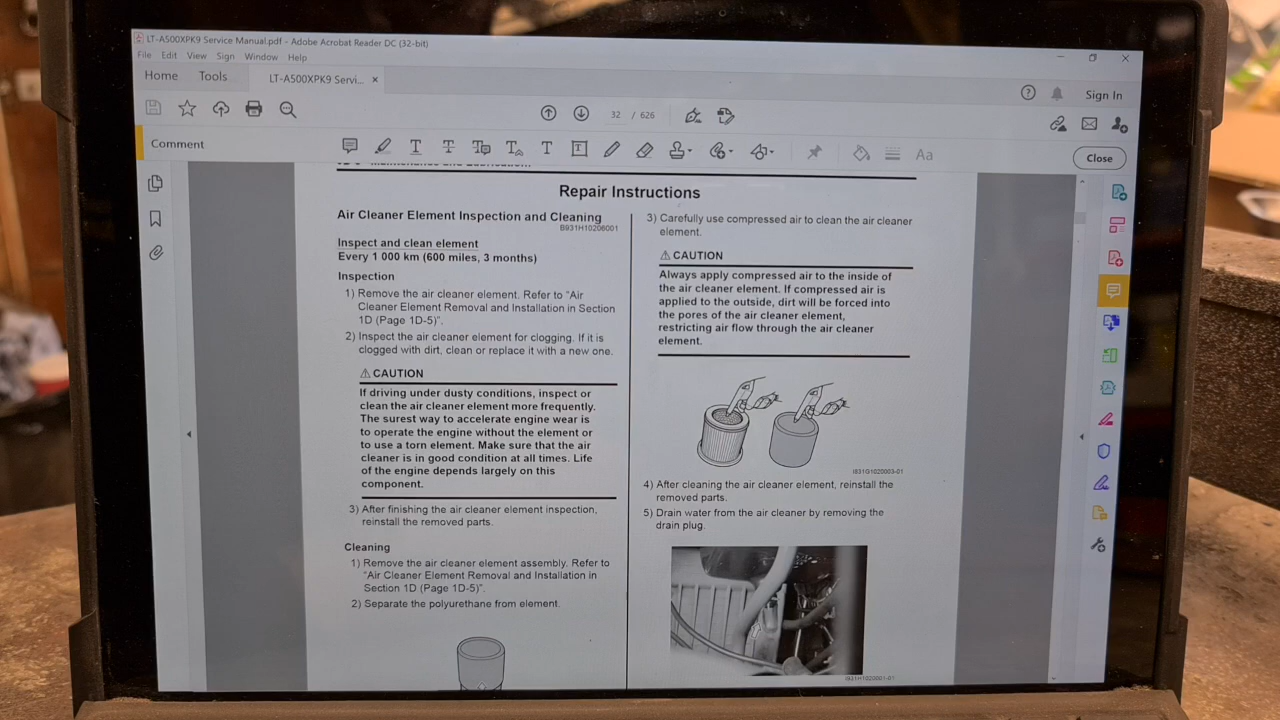 LT-A500XPK9 Service Manual.pdf - Adobe Acrobat Reader DC (32-bit)
File Edit View Sign Window Help
Home Tools LT-A500XPK9 Servi... ×
Sign In
32 / 626
Comment
Aa
Close
Repair Instructions
Air Cleaner Element Inspection and Cleaning
B931H10206001
Inspect and clean element
Every 1 000 km (600 miles, 3 months)
Inspection
1) Remove the air cleaner element. Refer to “Air
Cleaner Element Removal and Installation in Section
1D (Page 1D-5)”.
2) Inspect the air cleaner element for clogging. If it is
clogged with dirt, clean or replace it with a new one.
⚠ CAUTION
If driving under dusty conditions, inspect or
clean the air cleaner element more frequently.
The surest way to accelerate engine wear is
to operate the engine without the element or
to use a torn element. Make sure that the air
cleaner is in good condition at all times. Life
of the engine depends largely on this
component.
3) After finishing the air cleaner element inspection,
reinstall the removed parts.
Cleaning
1) Remove the air cleaner element assembly. Refer to
“Air Cleaner Element Removal and Installation in
Section 1D (Page 1D-5)”.
2) Separate the polyurethane from element.
3) Carefully use compressed air to clean the air cleaner
element.
⚠ CAUTION
Always apply compressed air to the inside of
the air cleaner element. If compressed air is
applied to the outside, dirt will be forced into
the pores of the air cleaner element,
restricting air flow through the air cleaner
element.
I831G1020003-01
4) After cleaning the air cleaner element, reinstall the
removed parts.
5) Drain water from the air cleaner by removing the
drain plug.
I931H1020001-01